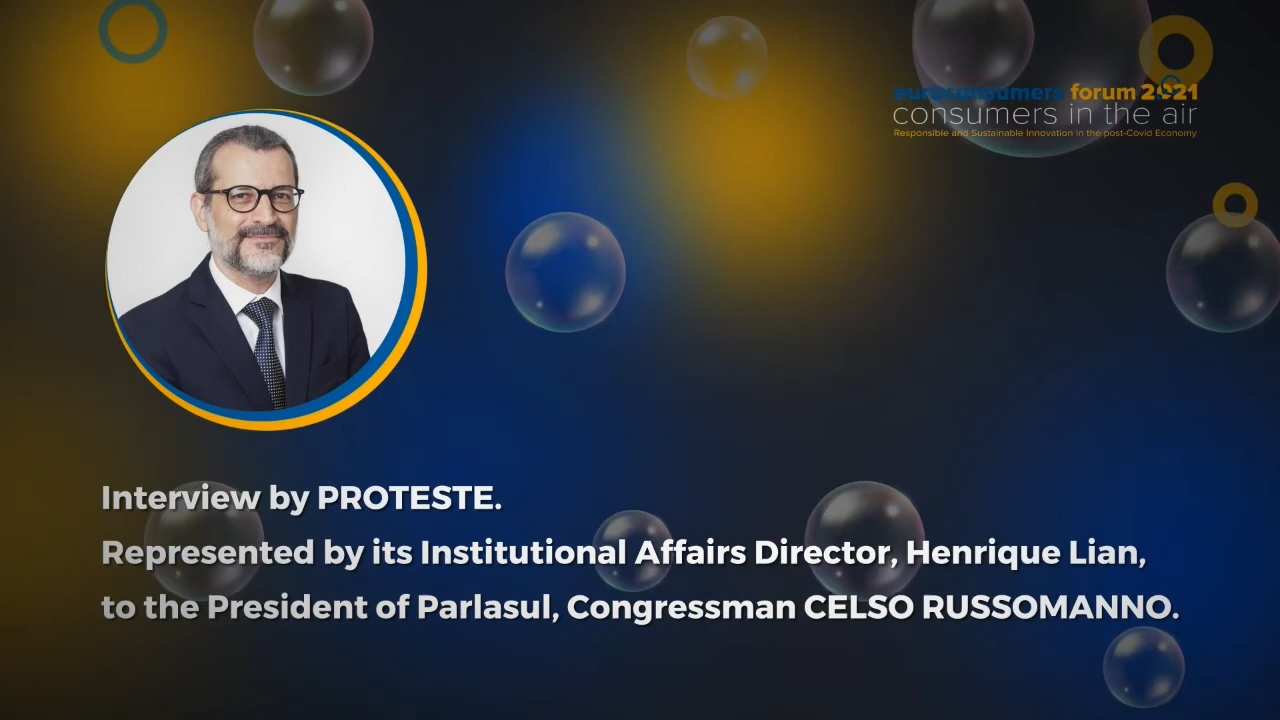 euroconsumers forum 2021
consumers in the air
Responsible and Sustainable Innovation in the post-Covid Economy
Interview by PROTESTE.
Represented by its Institutional Affairs Director, Henrique Lian,
to the President of Parlasul, Congressman CELSO RUSSOMANNO.